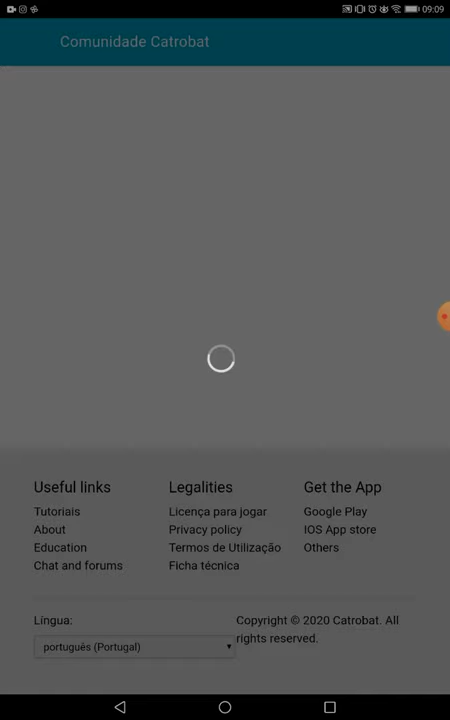 09:09
Comunidade Catrobat
Useful links
Tutoriais
About
Education
Chat and forums
Legalities
Licença para jogar
Privacy policy
Termos de Utilização
Ficha técnica
Get the App
Google Play
IOS App store
Others
Língua:
português (Portugal)
Copyright © 2020 Catrobat. All
rights reserved.